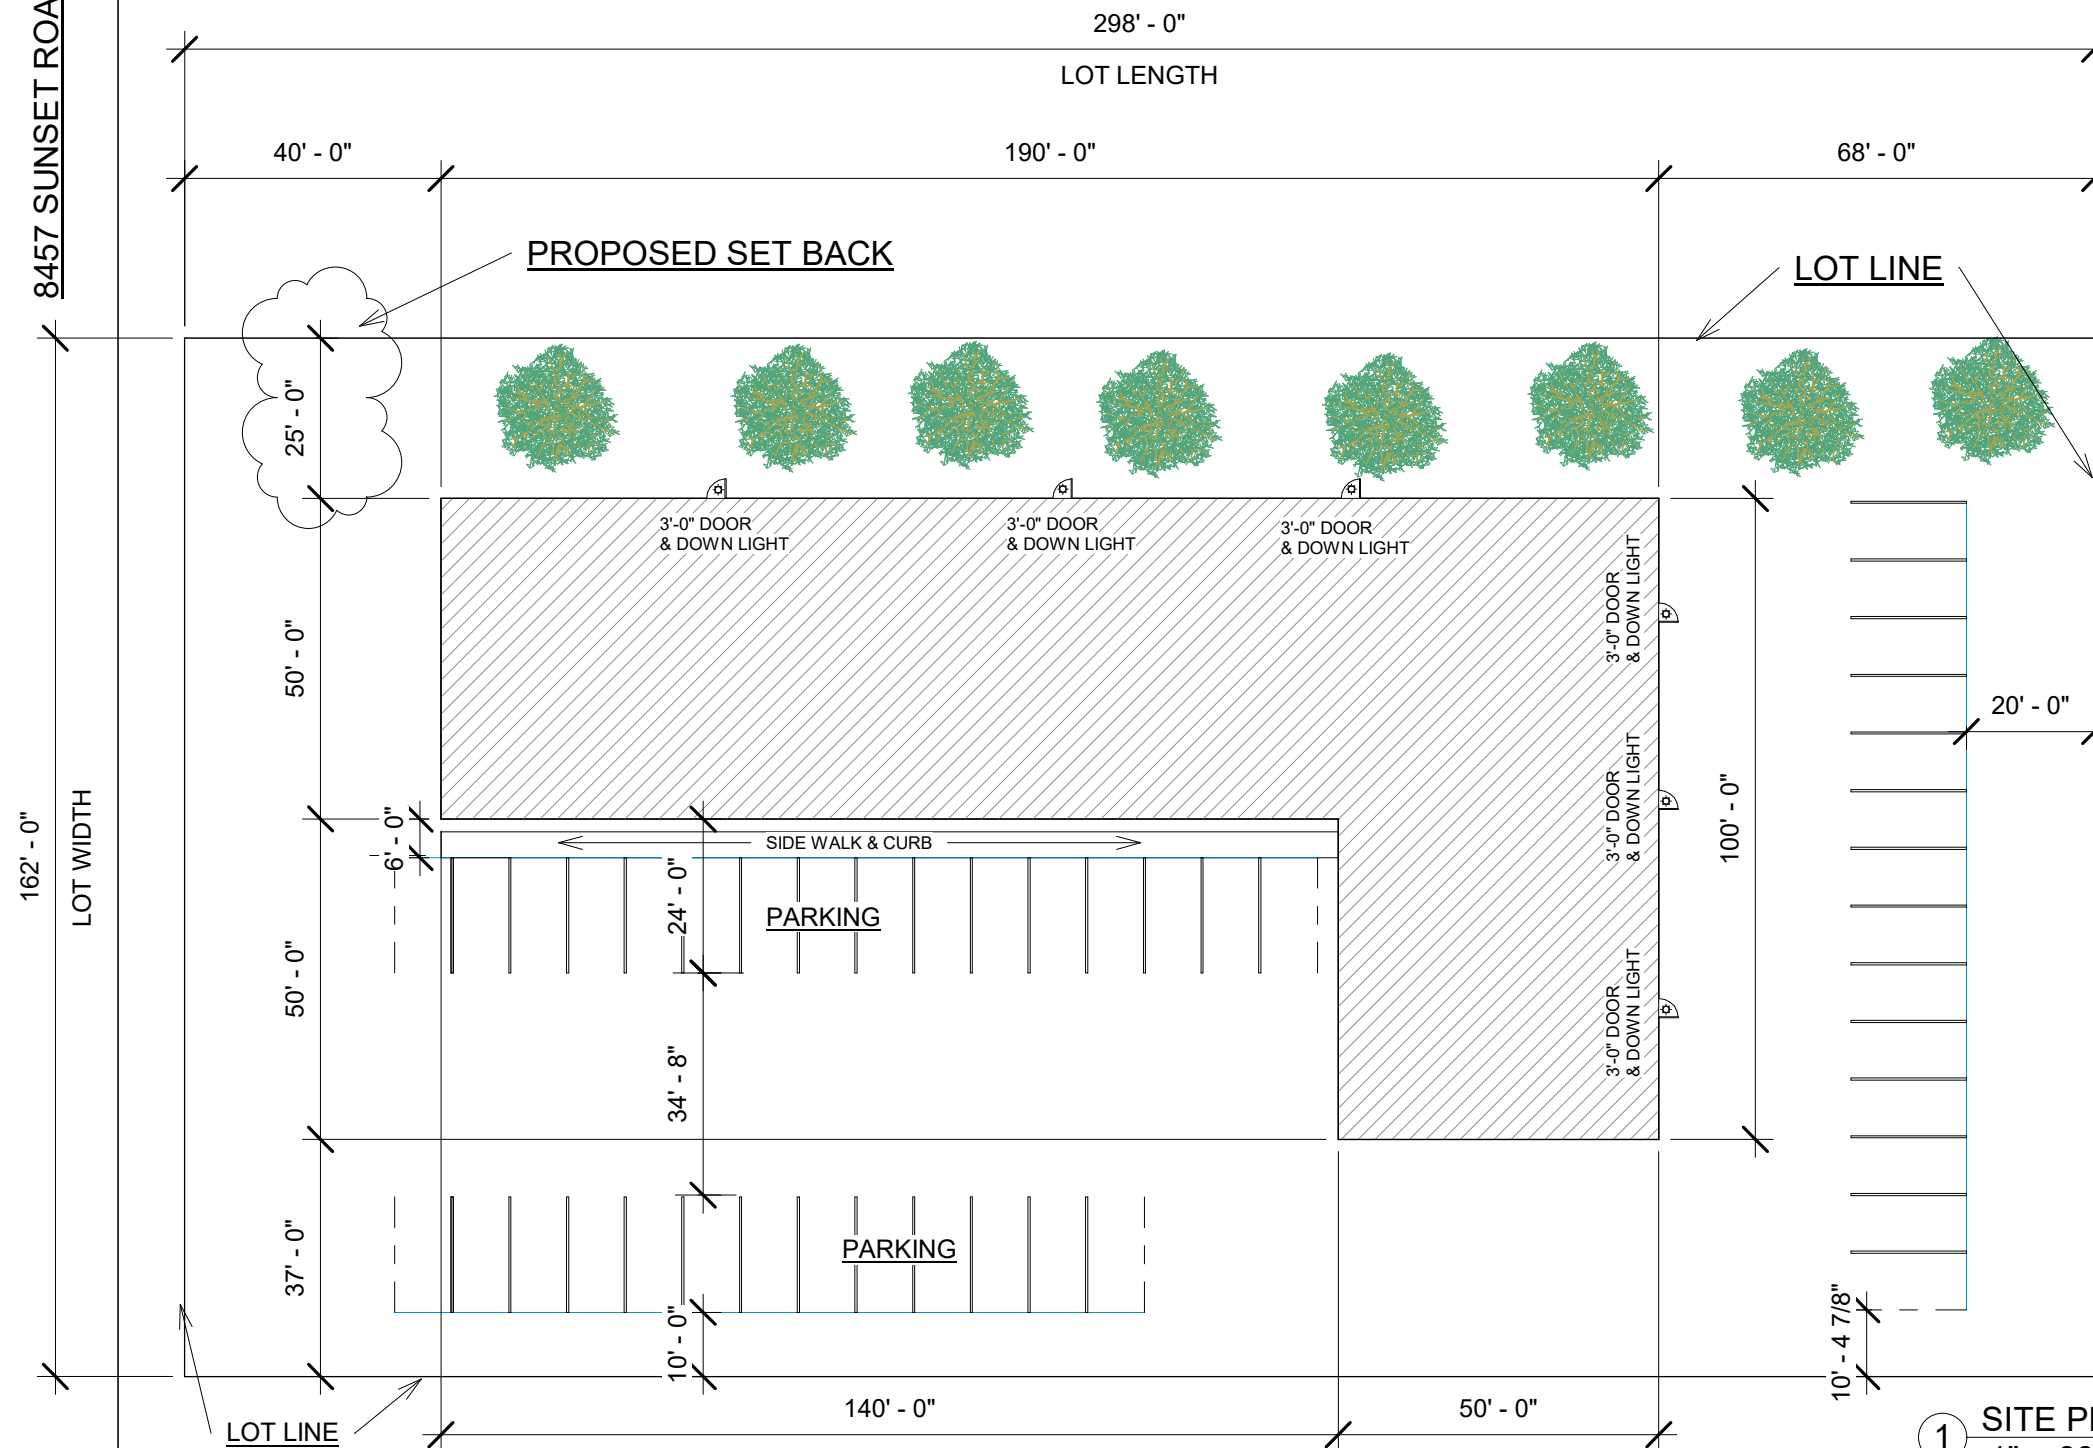 298' - 0"
LOT LENGTH
40' - 0"
190' - 0"
68' - 0"
8457 SUNSET
PROPOSED SET BACK
LOT LINE
25' - 0"
3'-0" DOOR
& DOWN LIGHT
3'-0" DOOR
& DOWN LIGHT
3'-0" DOOR
& DOWN LIGHT
3'-0" DOOR
& DOWN LIGHT
50' - 0"
20' - 0"
3'-0" DOOR
& DOWN LIGHT
100' - 0"
162' - 0"
LOT WIDTH
6' - 0"
SIDE WALK & CURB
24' - 0"
PARKING
50' - 0"
3'-0" DOOR
& DOWN LIGHT
34' - 8"
37' - 0"
PARKING
10' - 0"
10' - 4 7/8"
140' - 0"
50' - 0"
LOT LINE
1
SITE